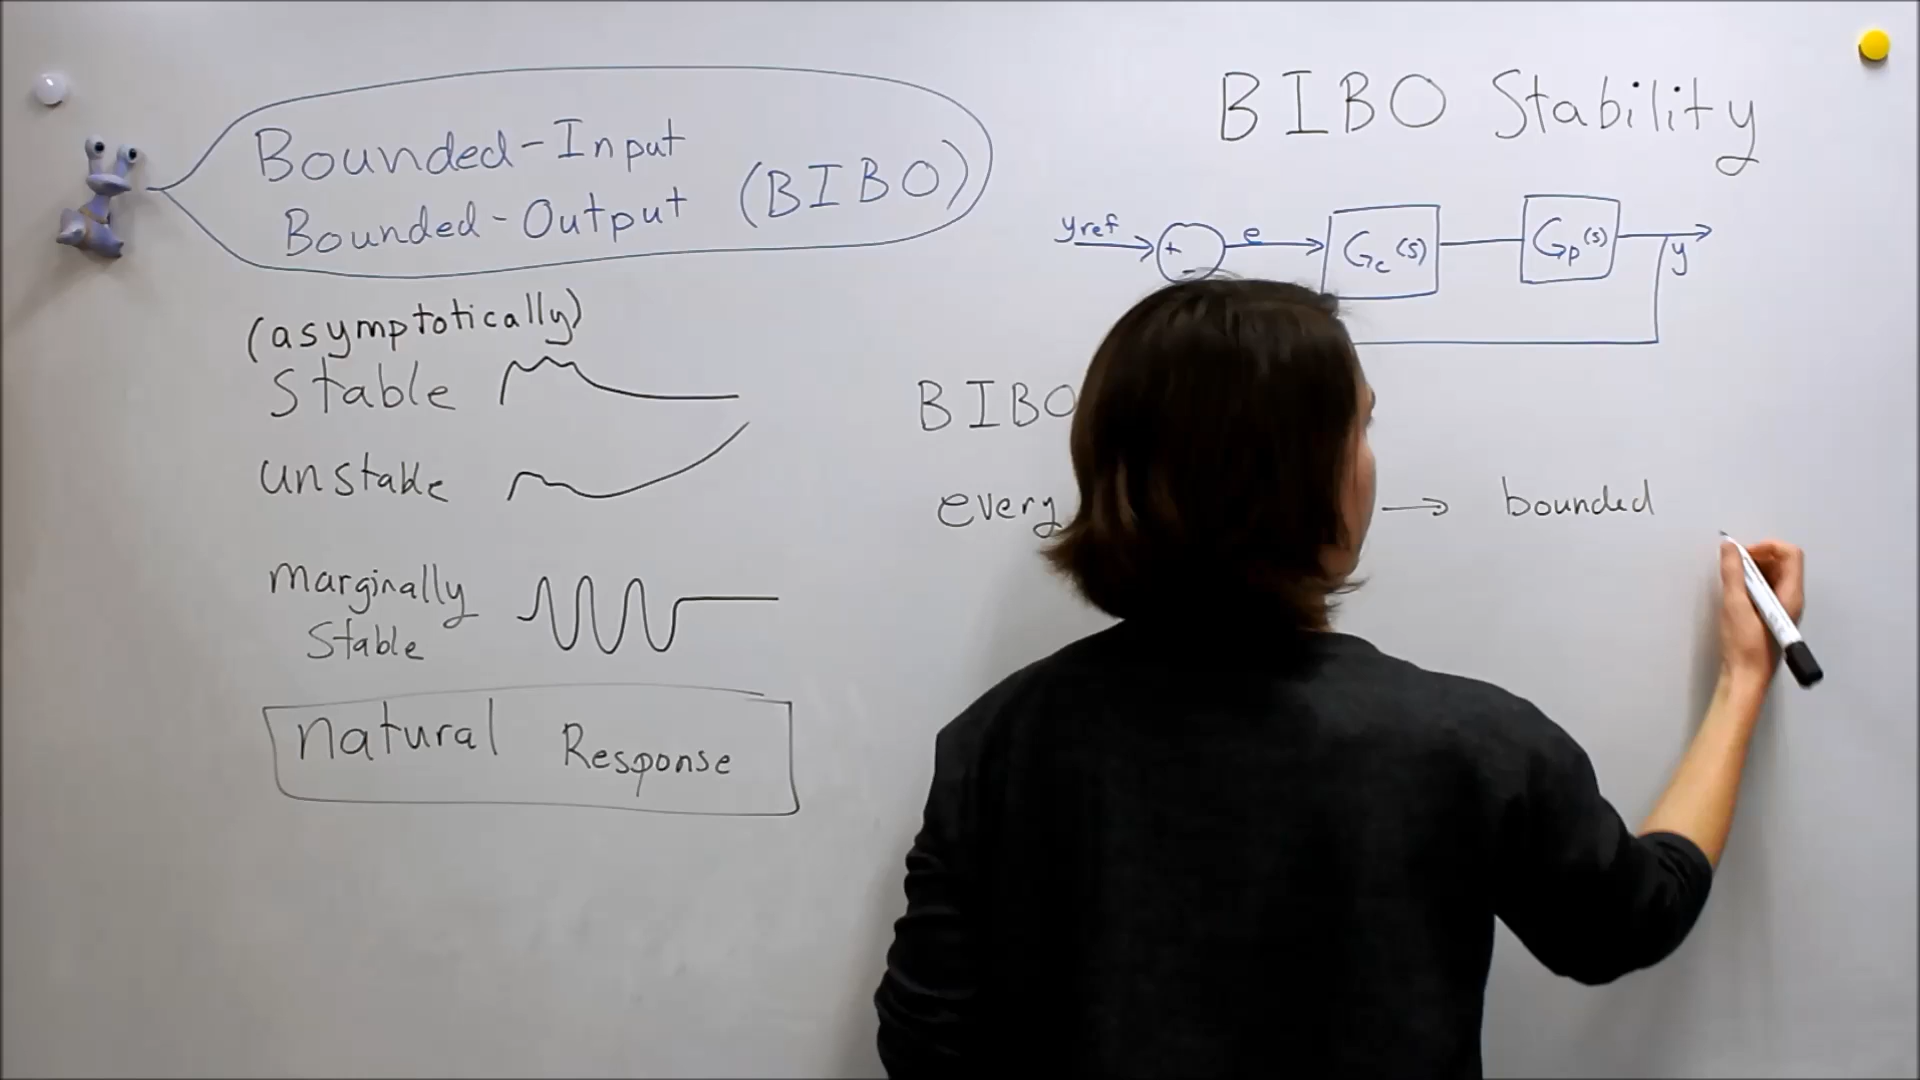 Bounded-Input
Bounded-Output (BIBO)
(asymptotically)
Stable
unstable
marginally
Stable
natural Response
BIBO Stability
yref
+
-
e
Gc(s)
Gp(s)
y
BIBO
every → bounded